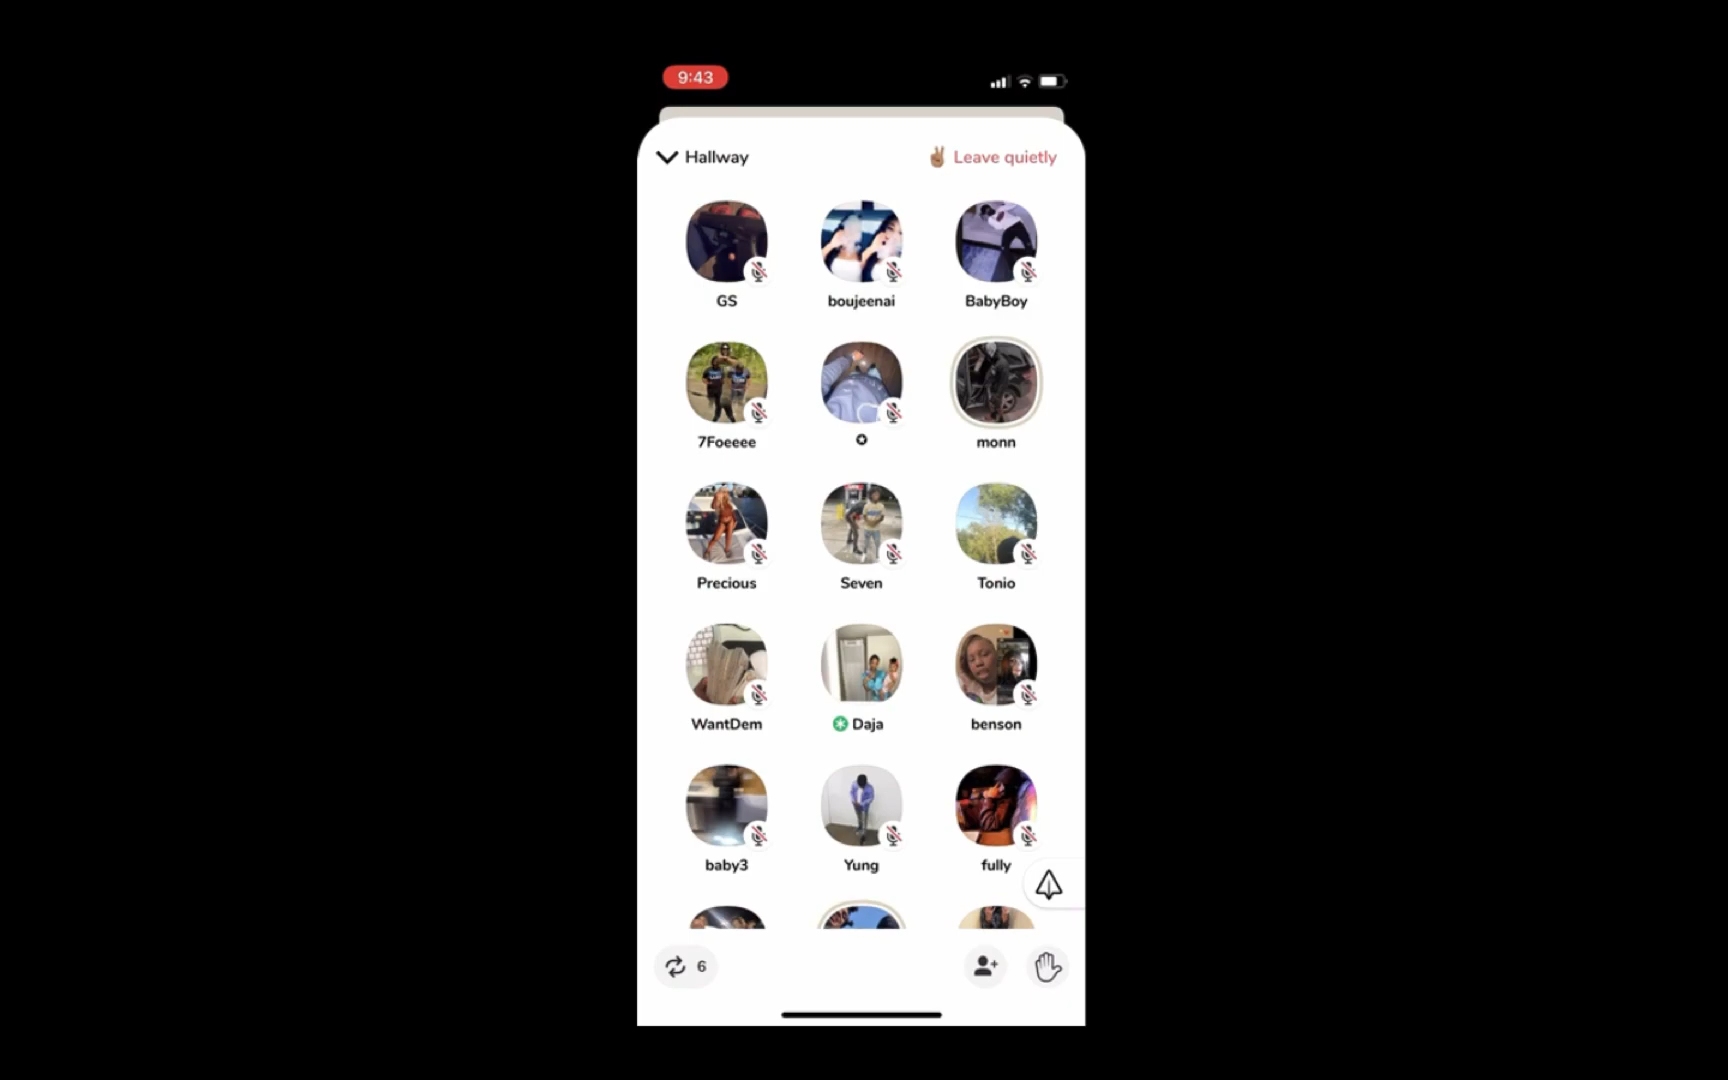 9:43
Hallway
Leave quietly
GS
boujeenai
BabyBoy
7Foeeee
✪
monn
Precious
Seven
Tonio
WantDem
Daja
benson
baby3
Yung
fully
6